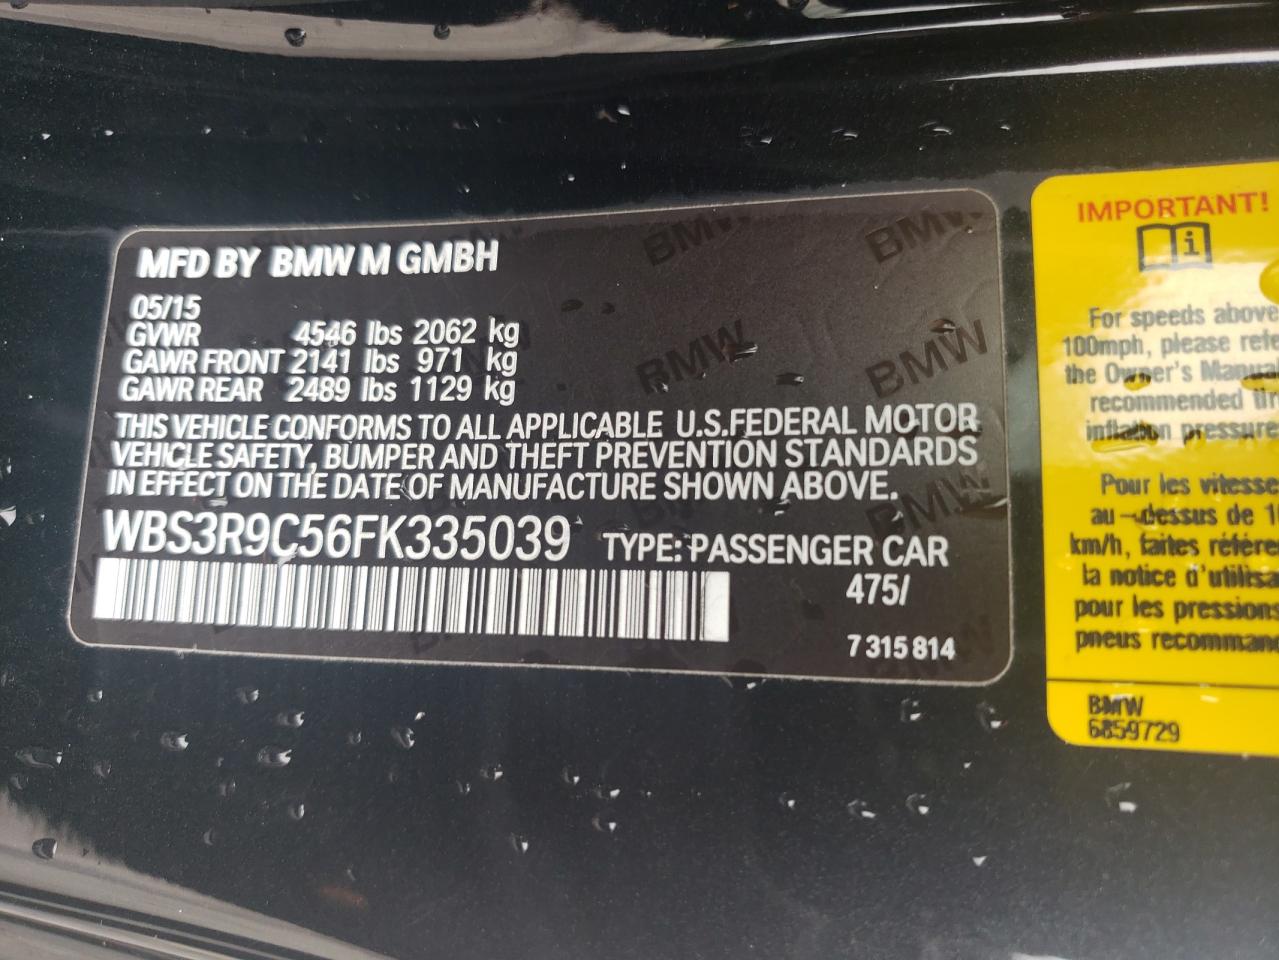 MFD BY BMW M GMBH
05/15
GVWR 4546 lbs 2062 kg
GAWR FRONT 2141 lbs 971 kg
GAWR REAR 2489 lbs 1129 kg
THIS VEHICLE CONFORMS TO ALL APPLICABLE U.S.FEDERAL MOTOR
VEHICLE SAFETY, BUMPER AND THEFT PREVENTION STANDARDS
IN EFFECT ON THE DATE OF MANUFACTURE SHOWN ABOVE.
WBS3R9C56FK335039 TYPE: PASSENGER CAR
475/
7 315 814
BMW
BMW
BMW
BMW
IMPORTANT!
i
For speeds above
100mph, please refe
the Owner's Manual
recommended tir
inflation pressure
Pour les vitesse
au-dessus de 1
km/h, faites référe
la notice d'utilisa
pour les pressions
pneus recomman
BMW
6859729